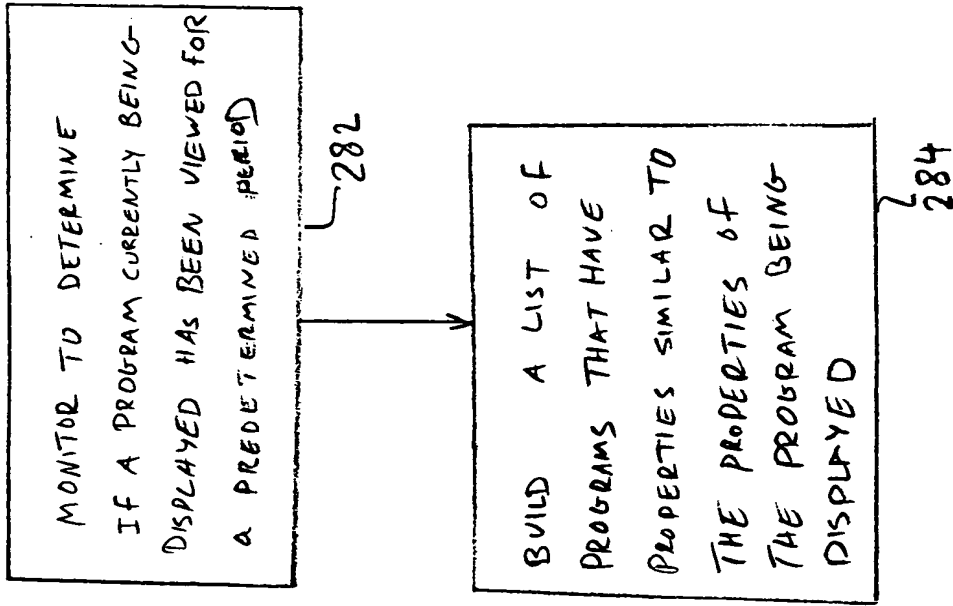 MONITOR TO DETERMINE
IF A PROGRAM CURRENTLY BEING
DISPLAYED HAS BEEN VIEWED FOR
a PREDETERMINED PERIOD
282
BUILD A LIST OF
PROGRAMS THAT HAVE
PROPERTIES SIMILAR TO
THE PROPERTIES OF
THE PROGRAM BEING
DISPLAYED
284